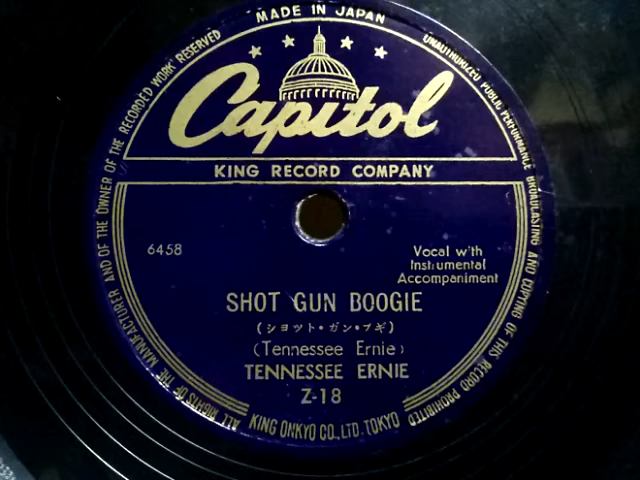 MADE IN JAPAN
ALL RIGHTS OF THE MANUFACTURER AND OF THE OWNER OF THE RECORDED WORK RESERVED
UNAUTHORIZED PUBLIC PERFORMANCE BROADCASTING AND COPYING OF THIS RECORD PROHIBITED
Capitol
KING RECORD COMPANY
6458
Vocal with
Instrumental
Accompaniment
SHOT GUN BOOGIE
(ショット・ガン・ブギ)
(Tennessee Ernie)
TENNESSEE ERNIE
Z-18
KING ONKYO CO., LTD. TOKYO